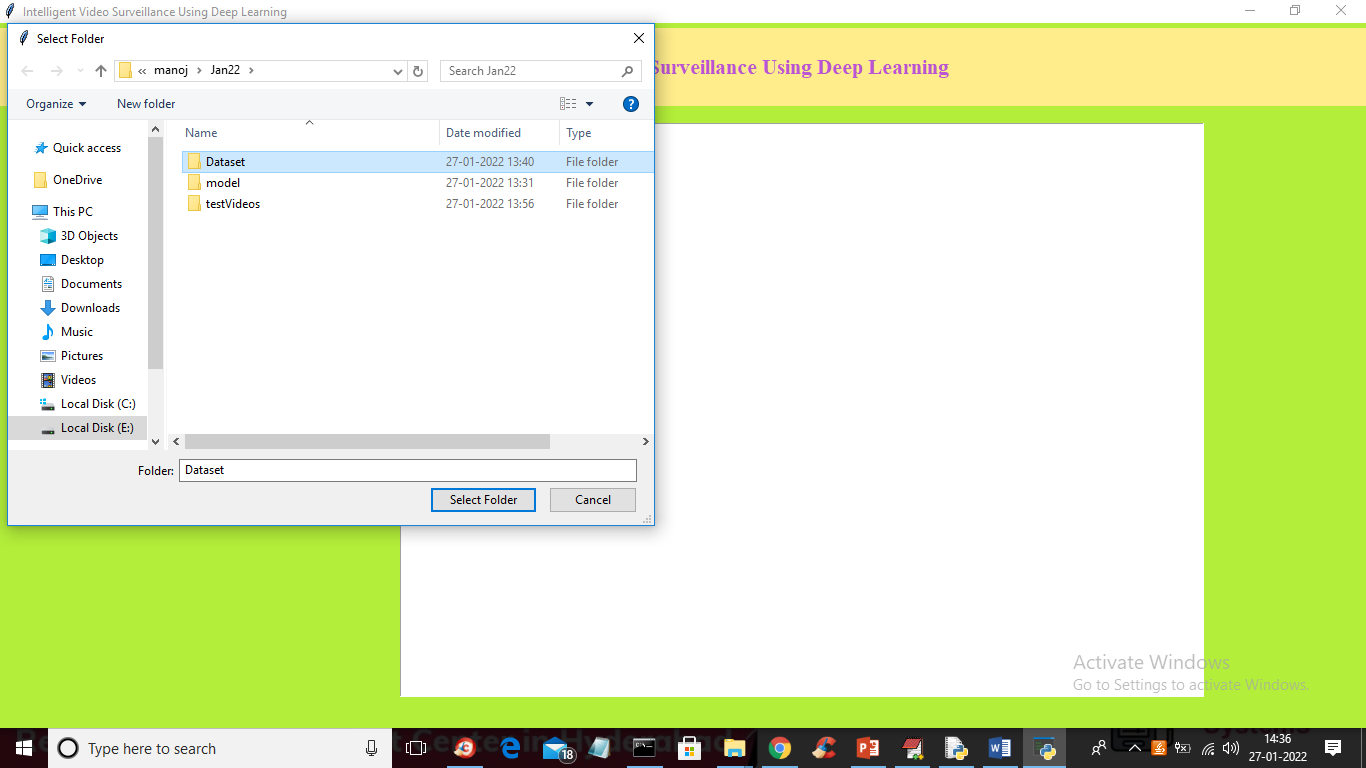 Intelligent Video Surveillance Using Deep Learning
Select Folder
Surveillance Using Deep Learning
« manoj › Jan22 ›
Search Jan22
Organize
New folder
?
Name
Date modified
Type
Quick access
OneDrive
This PC
3D Objects
Desktop
Documents
Downloads
Music
Pictures
Videos
Local Disk (C:)
Local Disk (E:)
Dataset 27-01-2022 13:40 File folder
model 27-01-2022 13:31 File folder
testVideos 27-01-2022 13:56 File folder
Folder: Dataset
Select Folder
Cancel
Activate Windows
Go to Settings to activate Windows.
Type here to search
18
14:36
27-01-2022